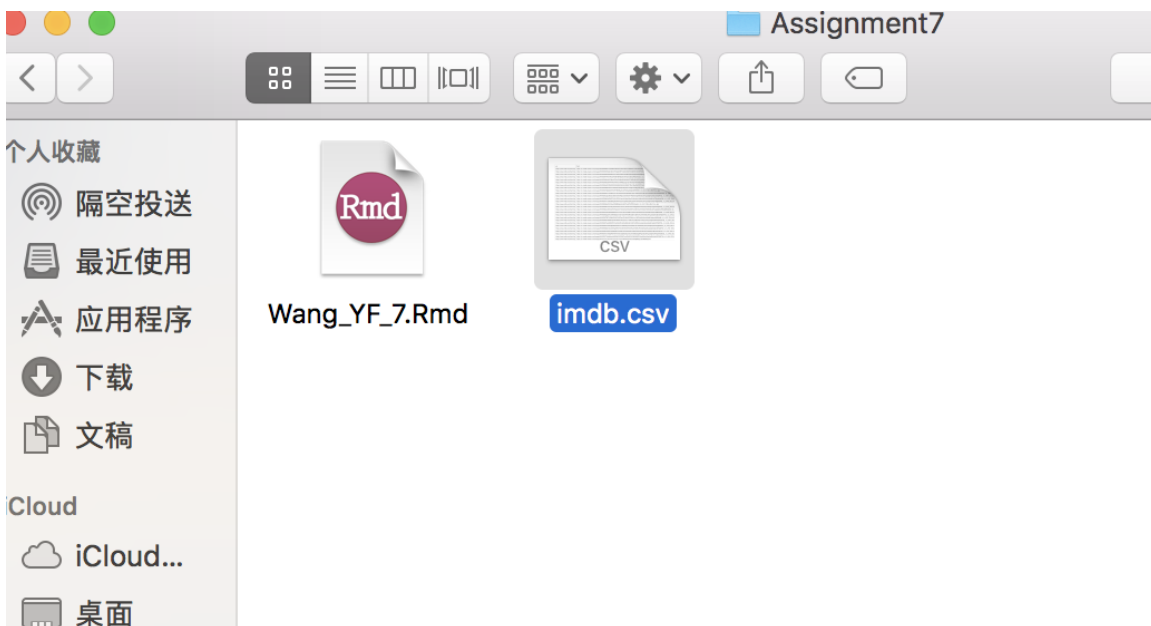 Assignment7
个人收藏
隔空投送
最近使用
应用程序
下载
文稿
iCloud
iCloud...
桌面
Rmd
Wang_YF_7.Rmd
CSV
imdb.csv